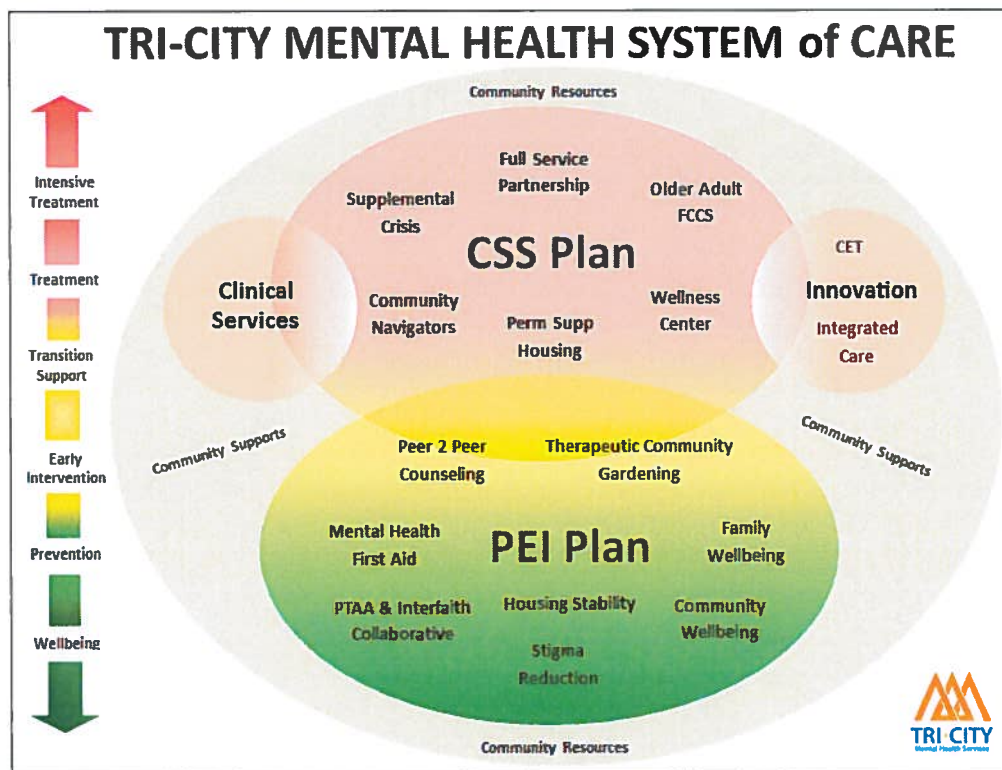 TRI-CITY MENTAL HEALTH SYSTEM of CARE
Community Resources
Intensive
Treatment
Treatment
Transition
Support
Early
Intervention
Prevention
Wellbeing
Full Service
Partnership
Supplemental
Crisis
Older Adult
FCCS
CSS Plan
Clinical
Services
Community
Navigators
Perm Supp
Housing
Wellness
Center
CET
Innovation
Integrated
Care
Community Supports
Community Supports
Peer 2 Peer
Counseling
Therapeutic Community
Gardening
Mental Health
First Aid
PEI Plan
Family
Wellbeing
PTAA & Interfaith
Collaborative
Housing Stability
Community
Wellbeing
Stigma
Reduction
Community Resources
TRI·CITY
Mental Health Services